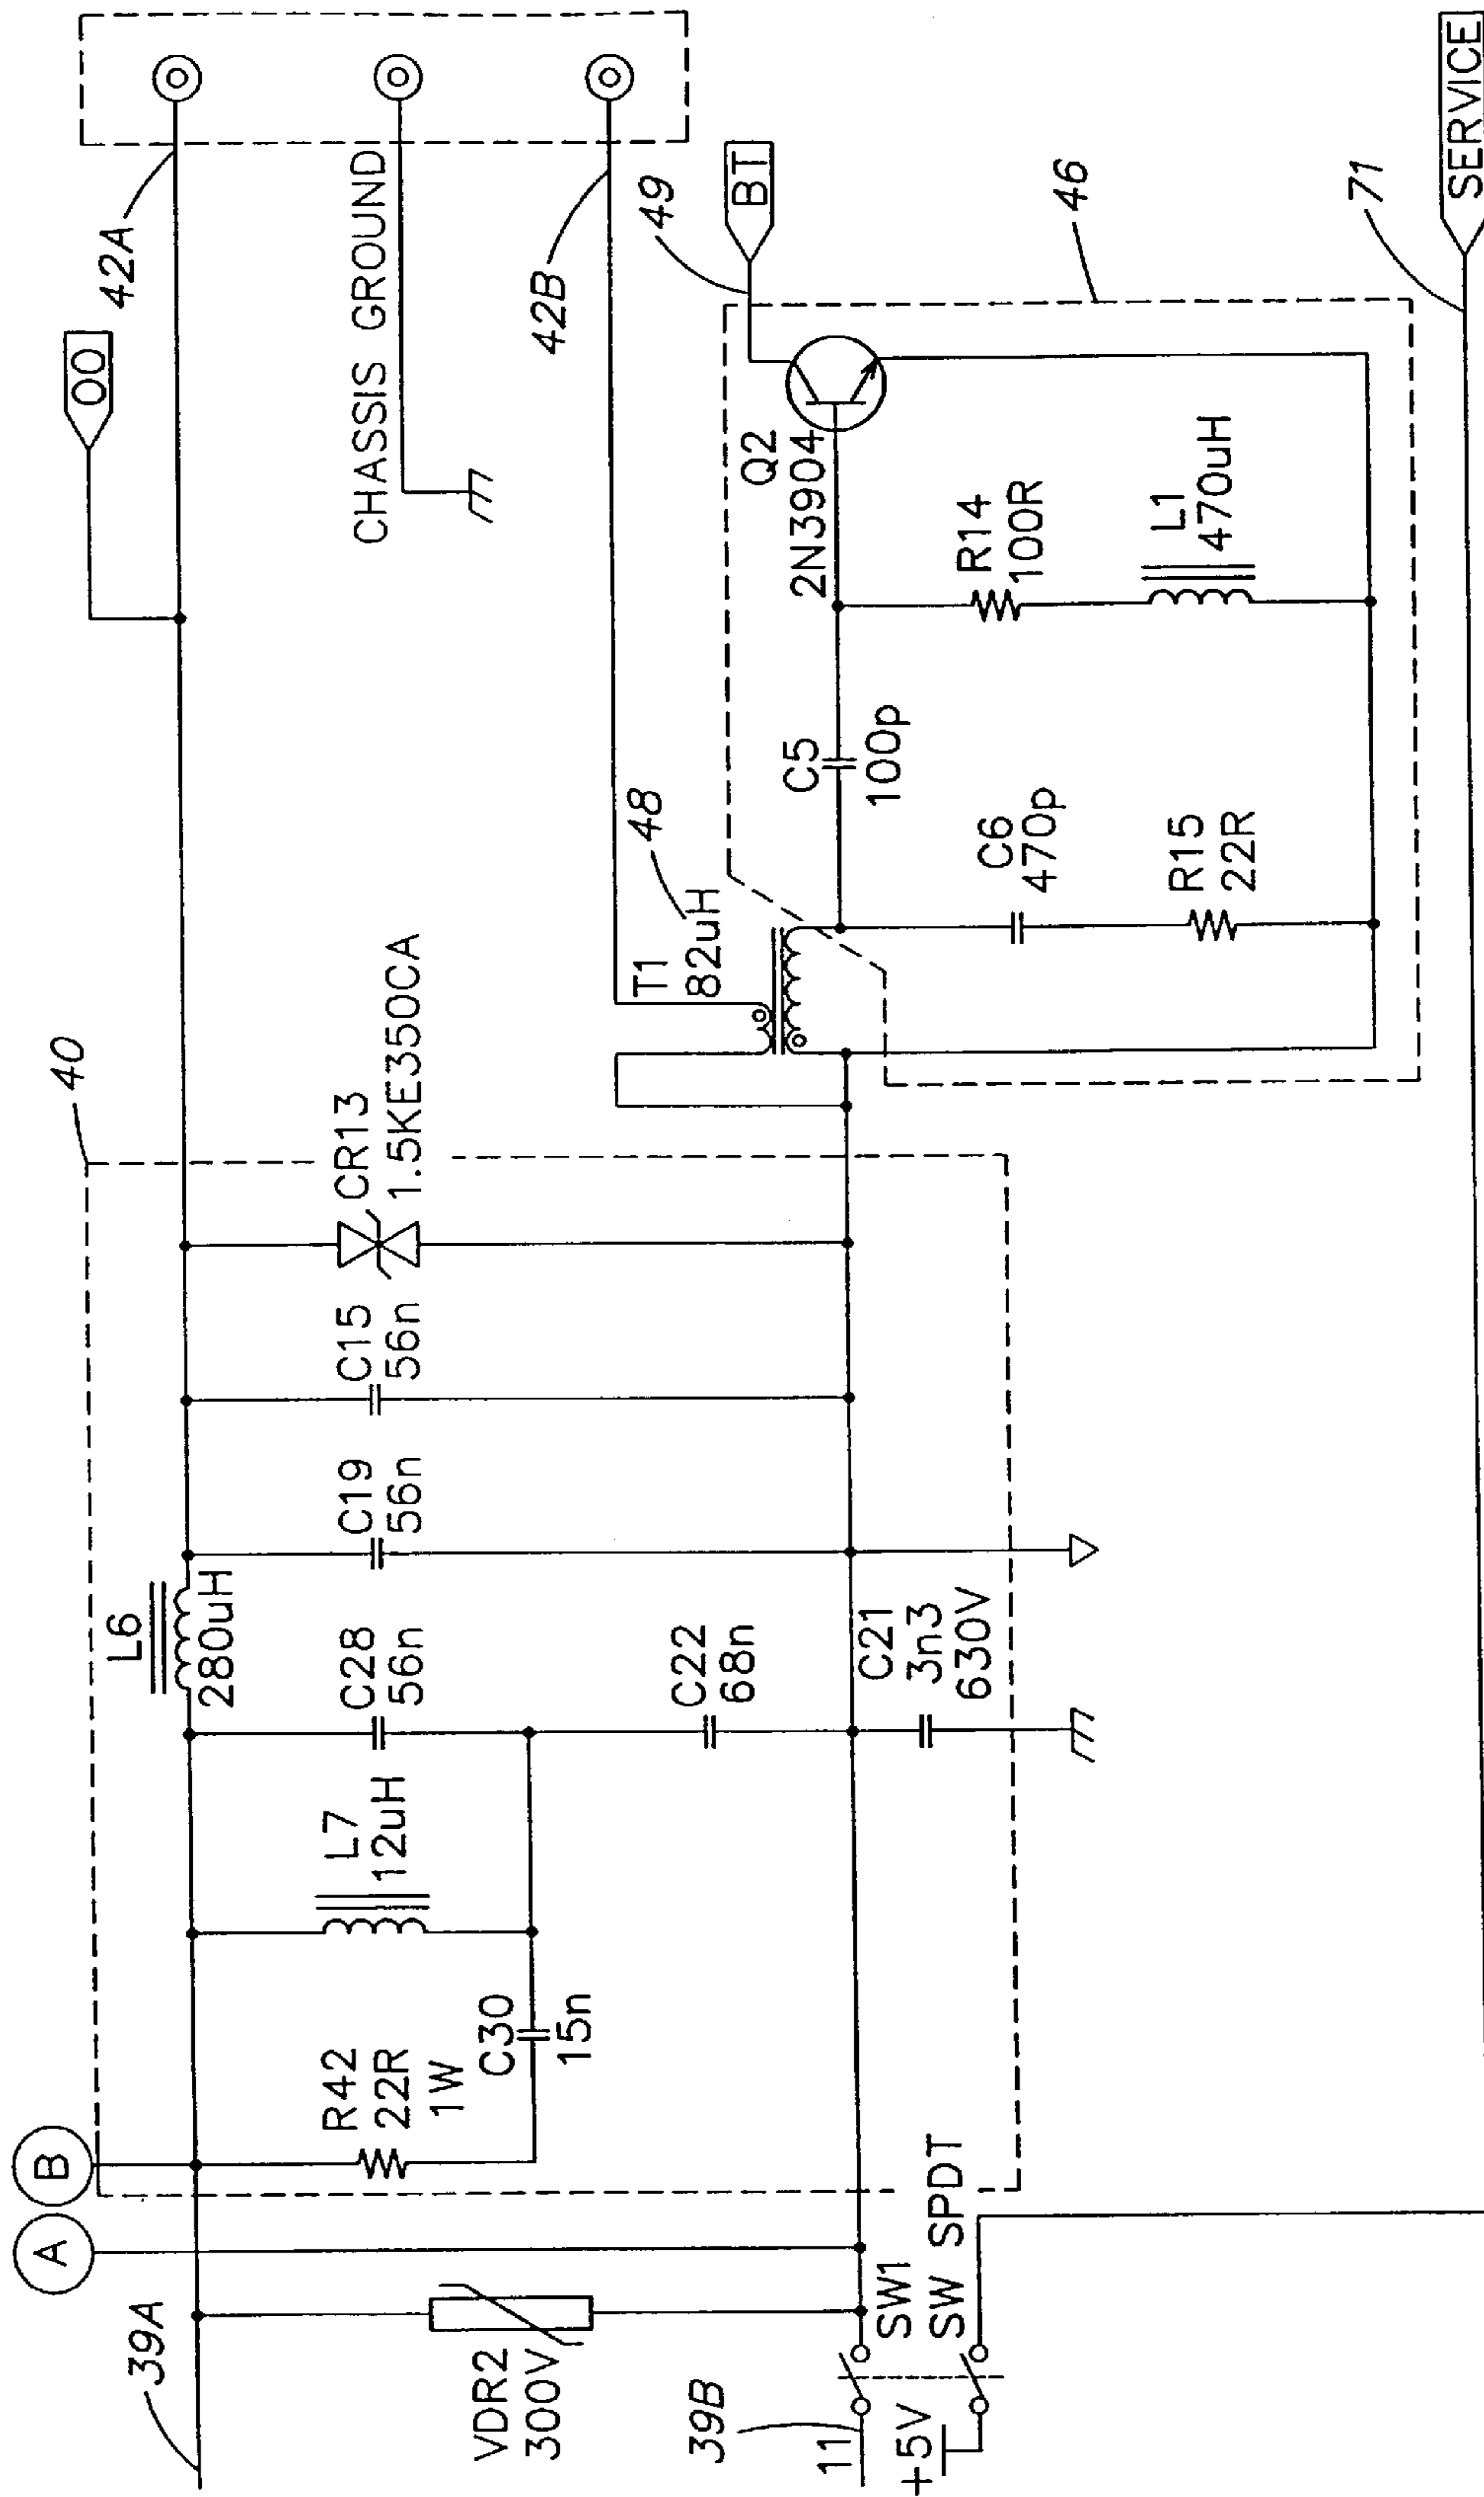 39A
A
B
40
OO
42A
CHASSIS GROUND
42B
49
BT
46
71
SERVICE
VDR2
300V
39B
11
+5V
SW1
SW SPDT
R42
22R
1W
C30
15n
L7
12uH
C28
56n
L6
280uH
C22
68n
C21
3n3
630V
C19
56n
C15
56n
CR13
1.5KE350CA
T1
82uH
48
C5
100p
C6
470p
R15
22R
Q2
2N3904
R14
100R
L1
470uH